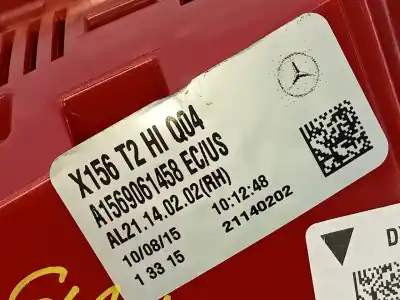 X156 T2 HI Q04
A1569061458 EC/US
AL21.14.02.02(RH)
10/08/15 10:12:48
1 33 15 21140202